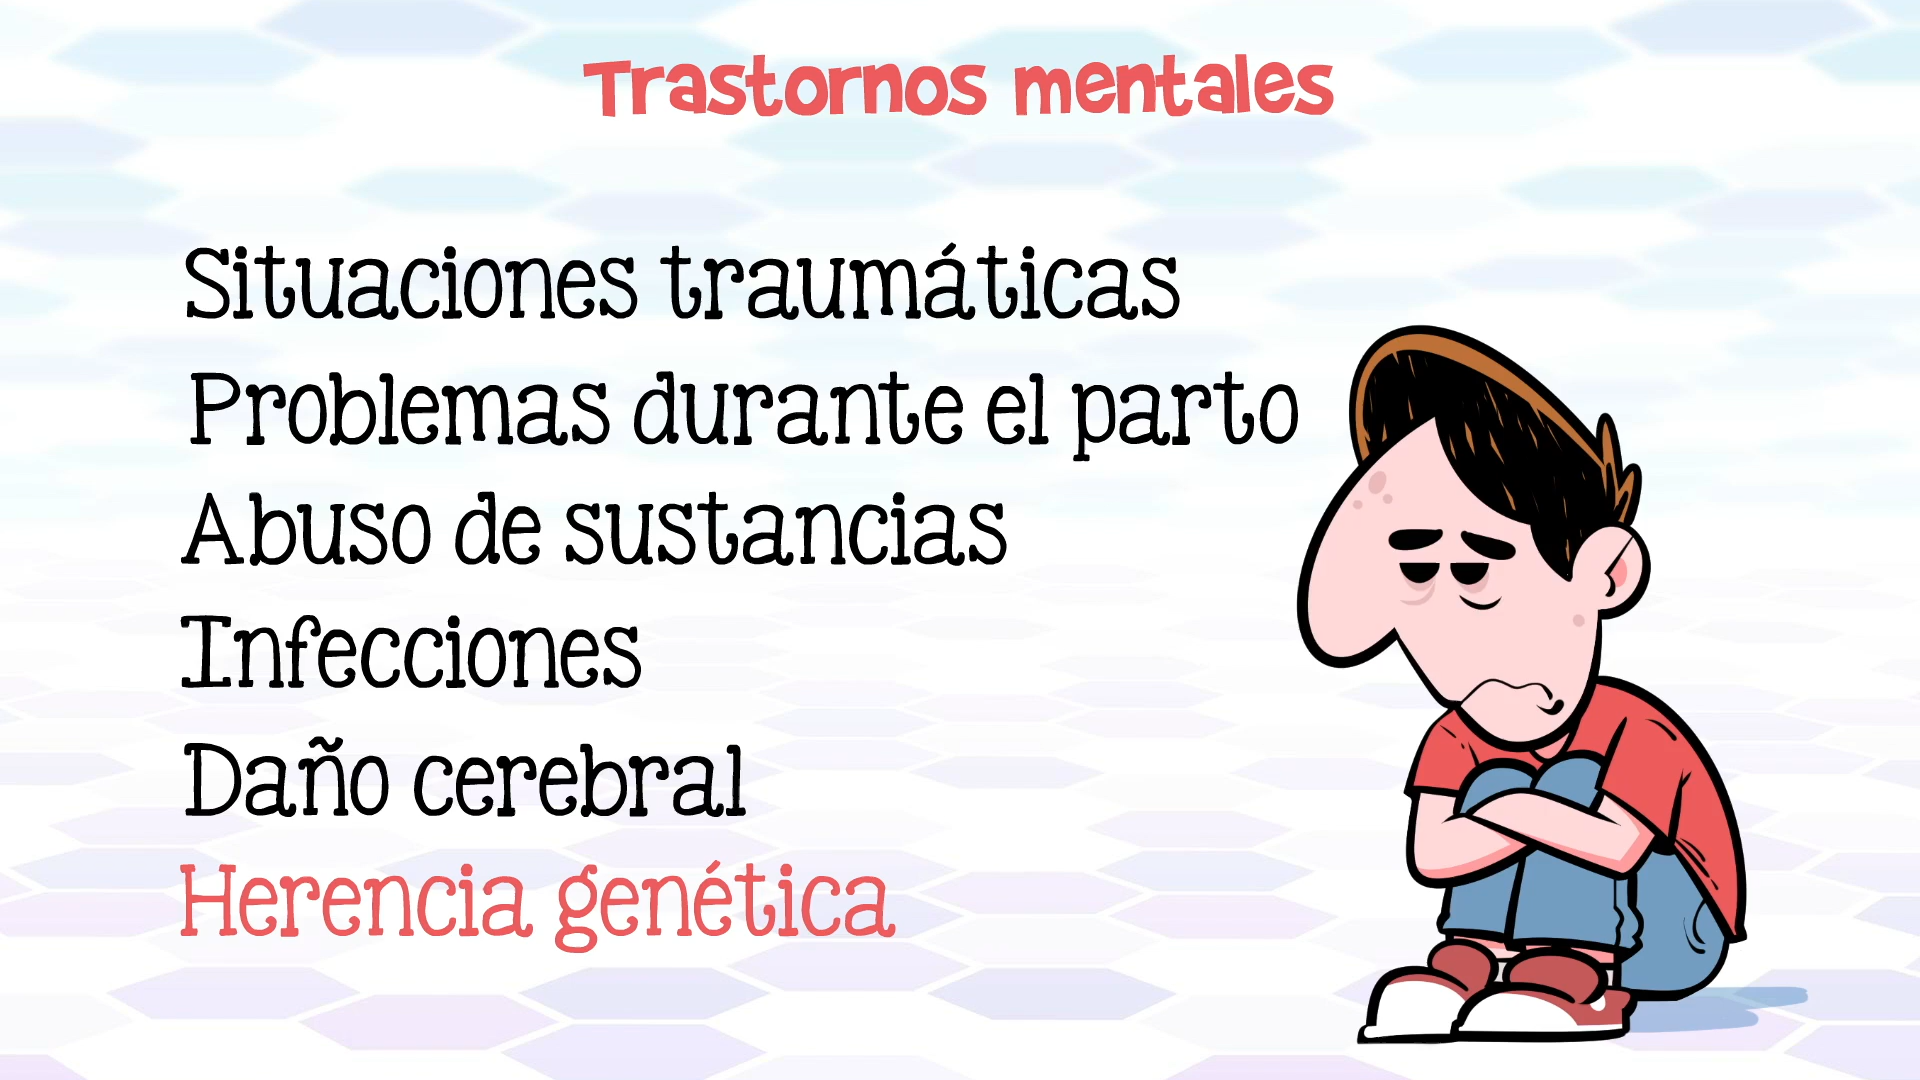 Trastornos mentales
Situaciones traumáticas
Problemas durante el parto
Abuso de sustancias
Infecciones
Daño cerebral
Herencia genética